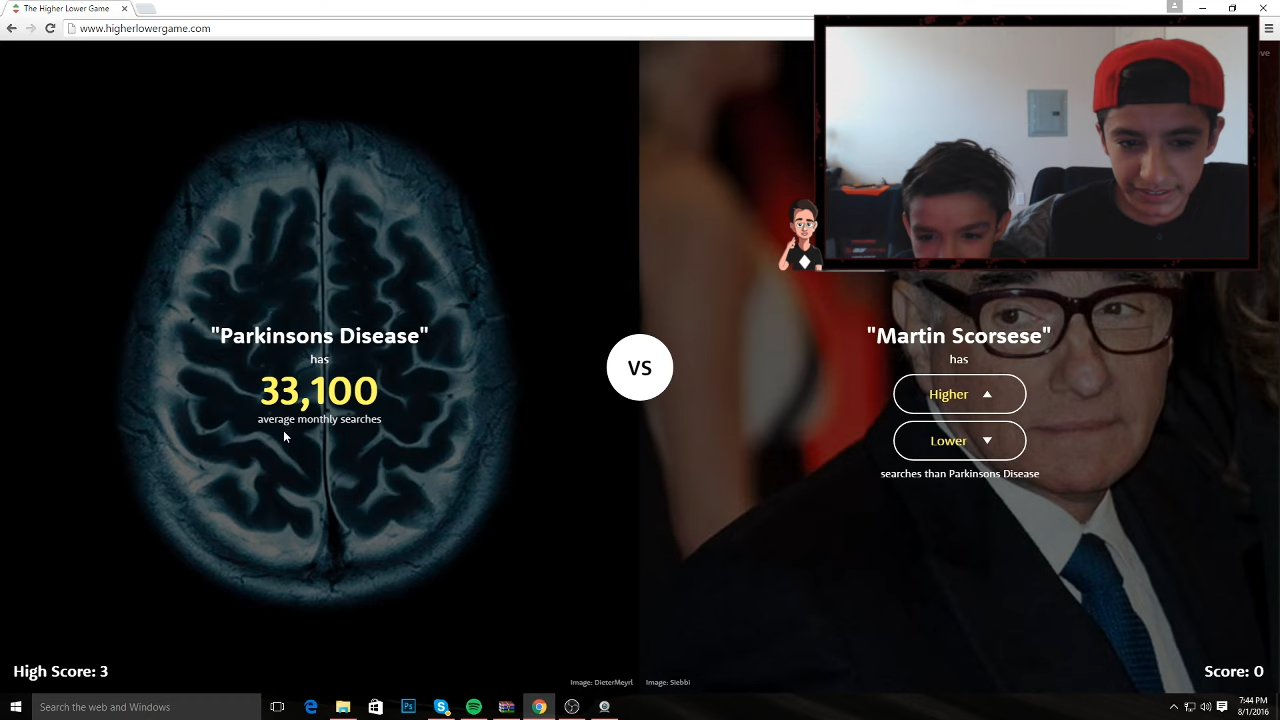 The Higher Lower Game
www.higherlowergame.com
"Parkinsons Disease"
has
33,100
average monthly searches
VS
"Martin Scorsese"
has
Higher ▲
Lower ▼
searches than Parkinsons Disease
High Score: 3
Image: DieterMeyrl
Image: Siebbi
Score: 0
Search the web and Windows
Ps
7:44 PM
8/1/2016